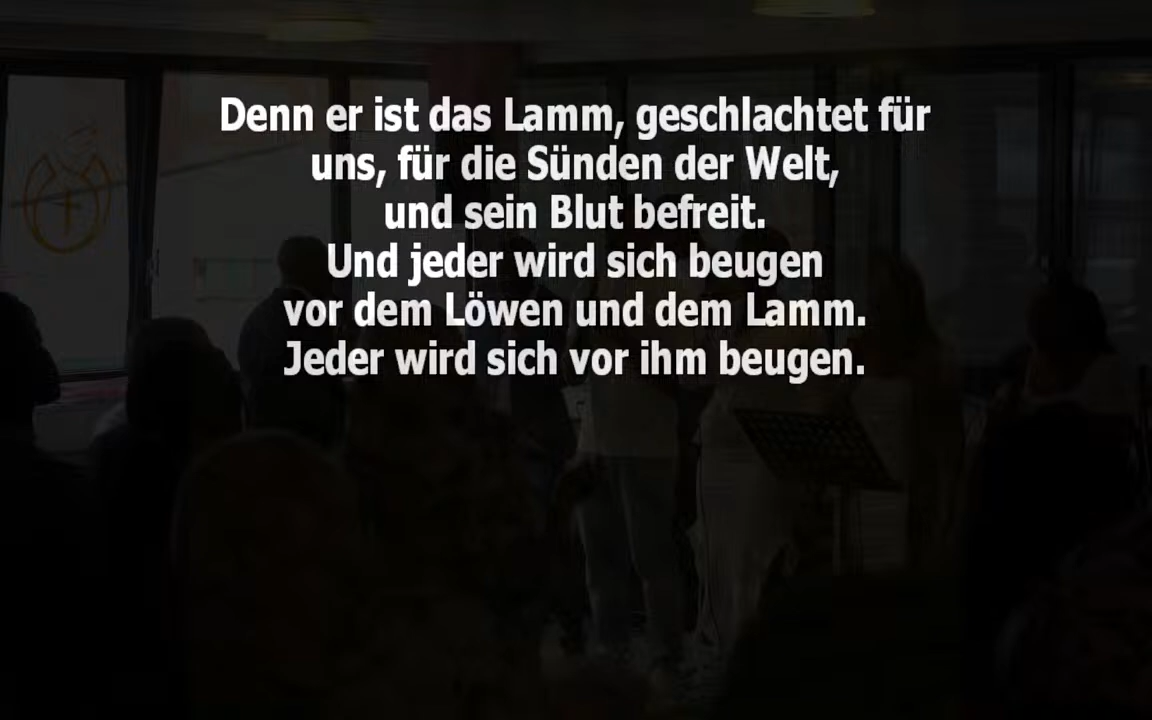 Denn er ist das Lamm, geschlachtet für
uns, für die Sünden der Welt,
und sein Blut befreit.
Und jeder wird sich beugen
vor dem Löwen und dem Lamm.
Jeder wird sich vor ihm beugen.